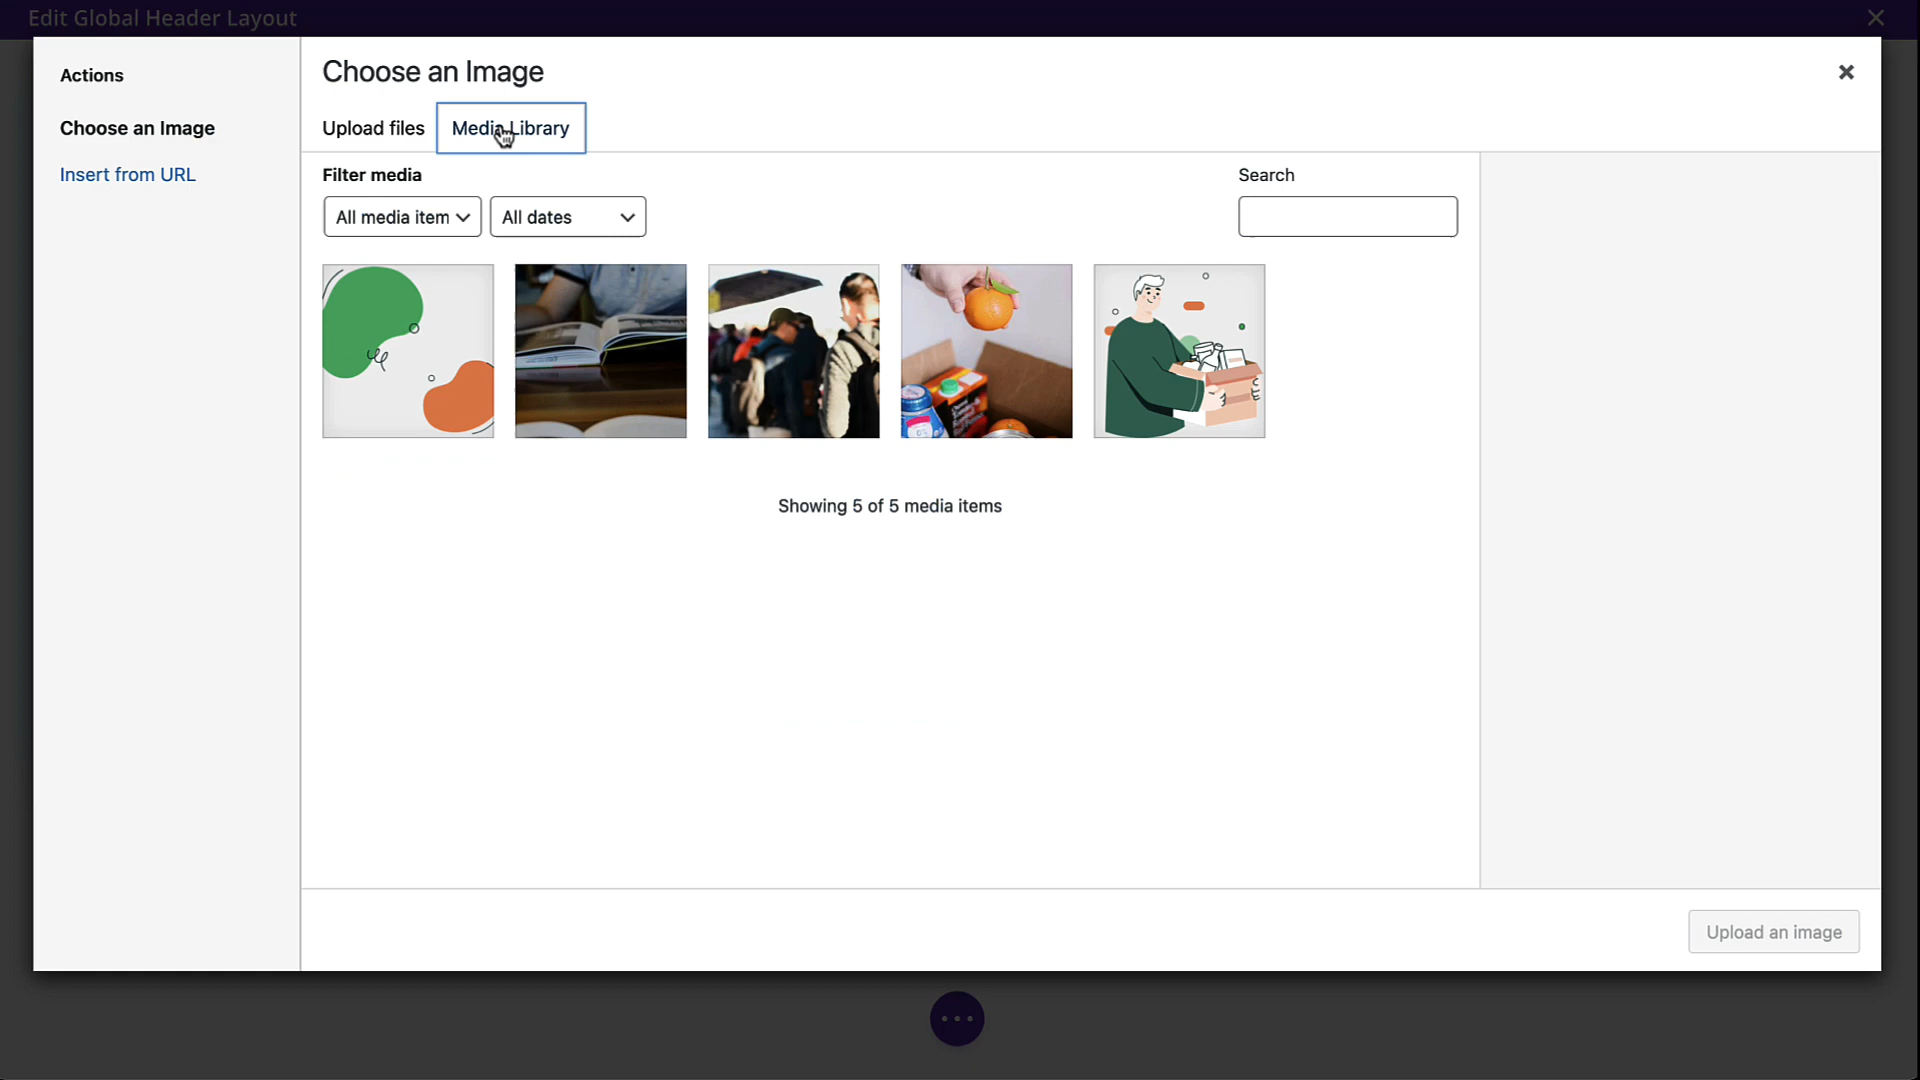 Edit Global Header Layout
Actions
Choose an Image
Insert from URL
Choose an Image
Upload files
Media Library
Filter media
All media item
All dates
Search
Showing 5 of 5 media items
Upload an image